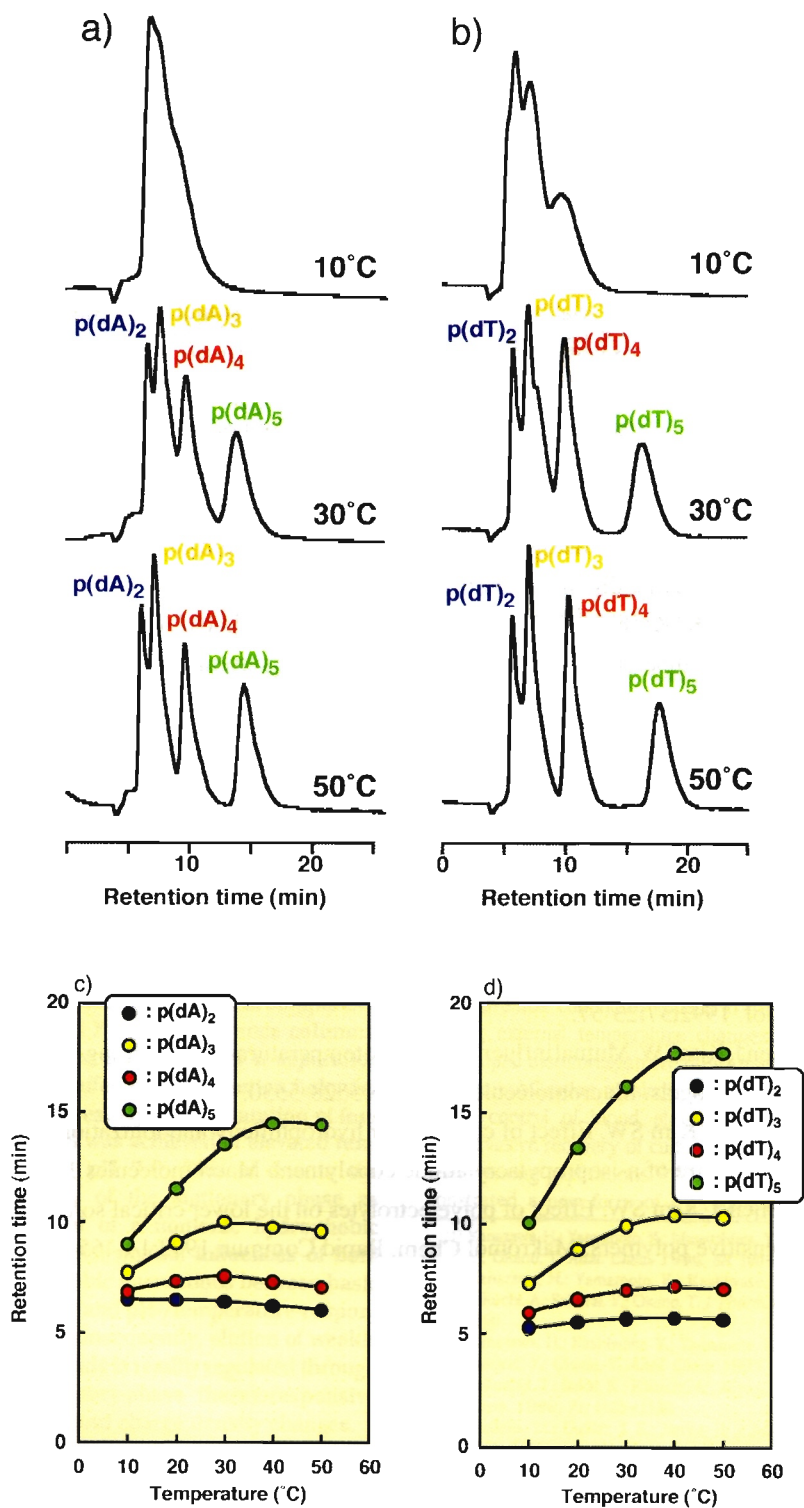 a)
10°C
p(dA)2
p(dA)3
p(dA)4
p(dA)5
30°C
p(dA)2
p(dA)3
p(dA)4
p(dA)5
50°C
10
20
Retention time (min)
b)
10°C
p(dT)2
p(dT)3
p(dT)4
p(dT)5
30°C
p(dT)2
p(dT)3
p(dT)4
p(dT)5
50°C
0
10
20
Retention time (min)
c)
: p(dA)2
: p(dA)3
: p(dA)4
: p(dA)5
20
15
10
5
0
Retention time (min)
0 10 20 30 40 50 60
Temperature (°C)
d)
: p(dT)2
: p(dT)3
: p(dT)4
: p(dT)5
20
15
10
5
0
Retention time (min)
0 10 20 30 40 50 60
Temperature (°C)